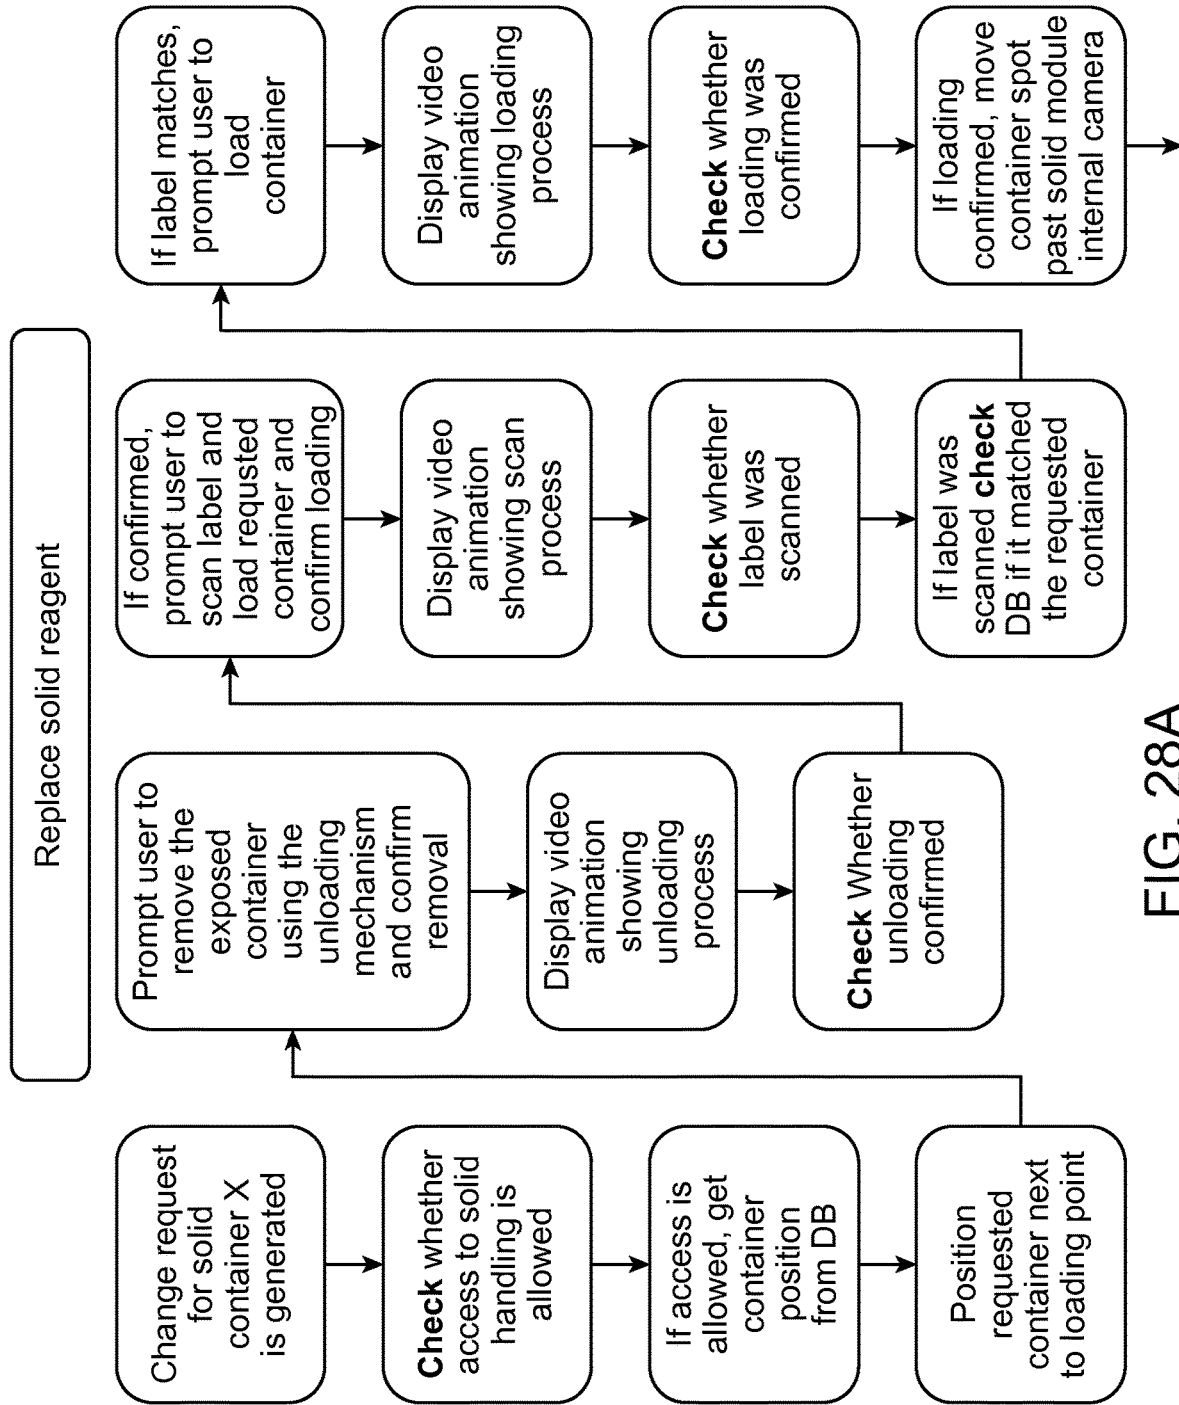 Replace solid reagent
Change request
for solid
container X
is generated
Check whether
access to solid
handling is
allowed
If access is
allowed, get
container
position
from DB
Position
requested
container next
to loading point
Prompt user to
remove the
exposed
container
using the
unloading
mechanism
and confirm
removal
Display video
animation
showing
unloading
process
Check Whether
unloading
confirmed
If confirmed,
prompt user to
scan label and
load requsted
container and
confirm loading
Display video
animation
showing scan
process
Check whether
label was
scanned
If label was
scanned check
DB if it matched
the requested
container
If label matches,
prompt user to
load
container
Display video
animation
showing loading
process
Check whether
loading was
confirmed
If loading
confirmed, move
container spot
past solid module
internal camera
FIG. 28A